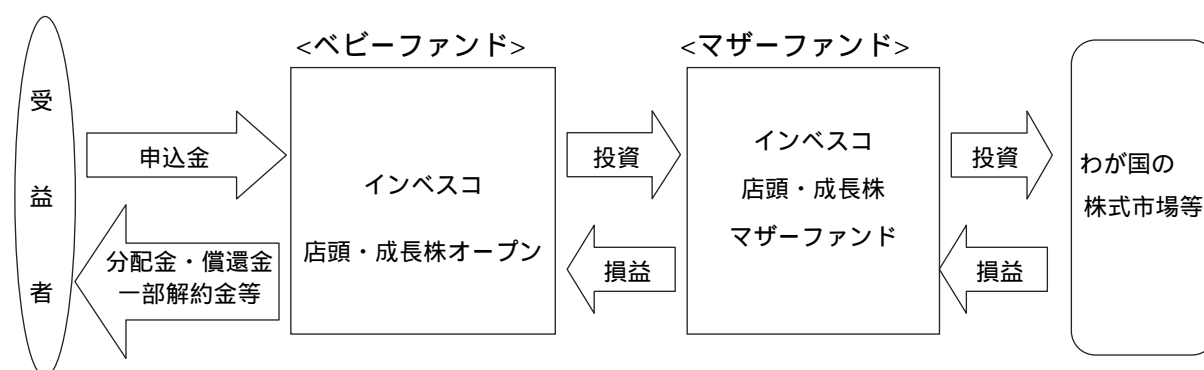 <ベビーファンド>
<マザーファンド>
受益者
申込金
分配金・償還金
一部解約金等
インベスコ
店頭・成長株オープン
投資
損益
インベスコ
店頭・成長株
マザーファンド
投資
損益
わが国の
株式市場等